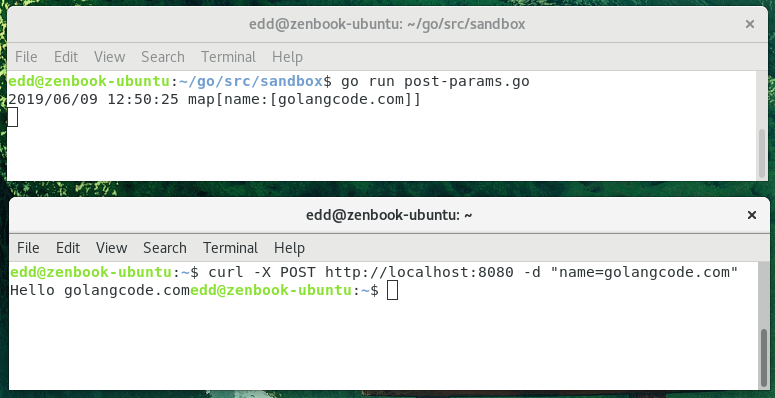 edd@zenbook-ubuntu: ~/go/src/sandbox
File Edit View Search Terminal Help
edd@zenbook-ubuntu:~/go/src/sandbox$ go run post-params.go
2019/06/09 12:50:25 map[name:[golangcode.com]]
edd@zenbook-ubuntu: ~
File Edit View Search Terminal Help
edd@zenbook-ubuntu:~$ curl -X POST http://localhost:8080 -d "name=golangcode.com"
Hello golangcode.comedd@zenbook-ubuntu:~$